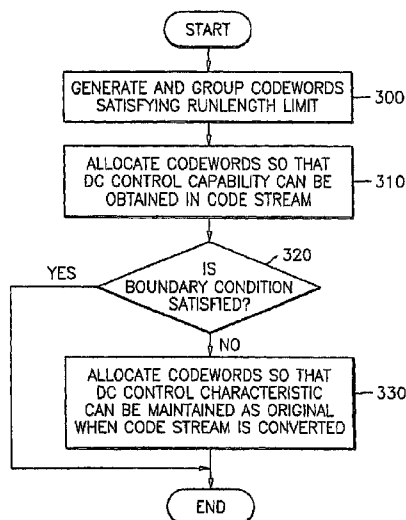 START
GENERATE AND GROUP CODEWORDS
SATISFYING RUNLENGTH LIMIT
300
ALLOCATE CODEWORDS SO THAT
DC CONTROL CAPABILITY CAN BE
OBTAINED IN CODE STREAM
310
320
YES
IS
BOUNDARY CONDITION
SATISFIED?
NO
ALLOCATE CODEWORDS SO THAT
DC CONTROL CHARACTERISTIC
CAN BE MAINTAINED AS ORIGINAL
WHEN CODE STREAM IS CONVERTED
330
END